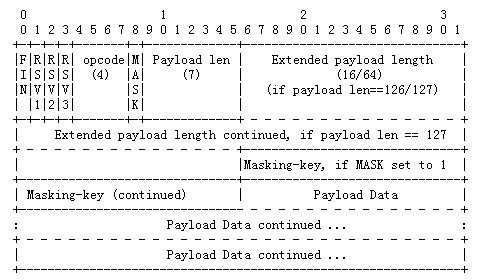 0                   1                   2                   3
0 1 2 3 4 5 6 7 8 9 0 1 2 3 4 5 6 7 8 9 0 1 2 3 4 5 6 7 8 9 0 1
+-+-+-+-+-------+-+-------------+-------------------------------+
|F|R|R|R| opcode|M| Payload len |    Extended payload length    |
|I|S|S|S|  (4)  |A|     (7)     |            (16/64)            |
|N|V|V|V|       |S|             |  (if payload len==126/127)    |
| |1|2|3|       |K|             |                               |
+-+-+-+-+-------+-+-------------+ - - - - - - - - - - - - - - - +
|    Extended payload length continued, if payload len == 127   |
+ - - - - - - - - - - - - - - - +-------------------------------+
|                               |Masking-key, if MASK set to 1  |
+-------------------------------+-------------------------------+
| Masking-key (continued)       |          Payload Data         |
+-------------------------------- - - - - - - - - - - - - - - - +
:                     Payload Data continued ...                :
+ - - - - - - - - - - - - - - - - - - - - - - - - - - - - - - - +
|                     Payload Data continued ...                |
+---------------------------------------------------------------+